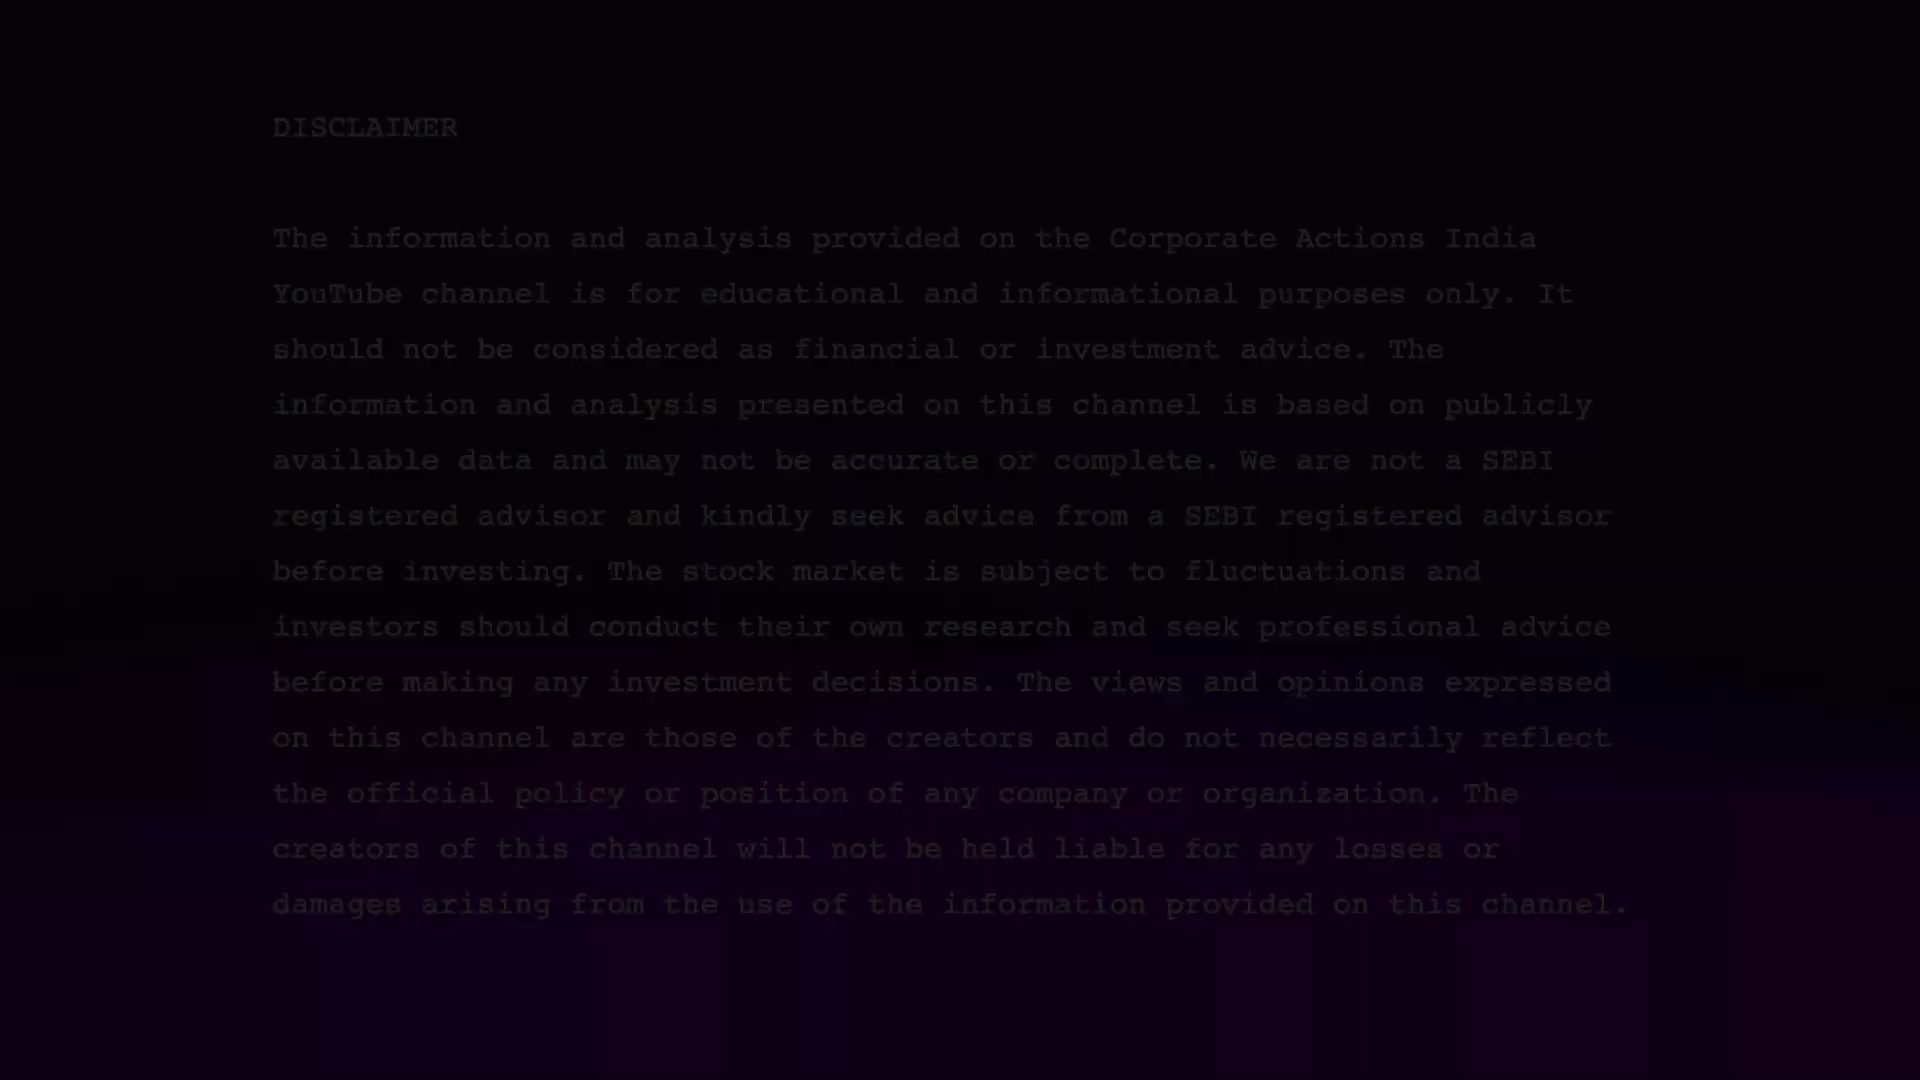 DISCLAIMER
The information and analysis provided on the Corporate Actions India
YouTube channel is for educational and informational purposes only. It
should not be considered as financial or investment advice. The
information and analysis presented on this channel is based on publicly
available data and may not be accurate or complete. We are not a SEBI
registered advisor and kindly seek advice from a SEBI registered advisor
before investing. The stock market is subject to fluctuations and
investors should conduct their own research and seek professional advice
before making any investment decisions. The views and opinions expressed
on this channel are those of the creators and do not necessarily reflect
the official policy or position of any company or organization. The
creators of this channel will not be held liable for any losses or
damages arising from the use of the information provided on this channel.